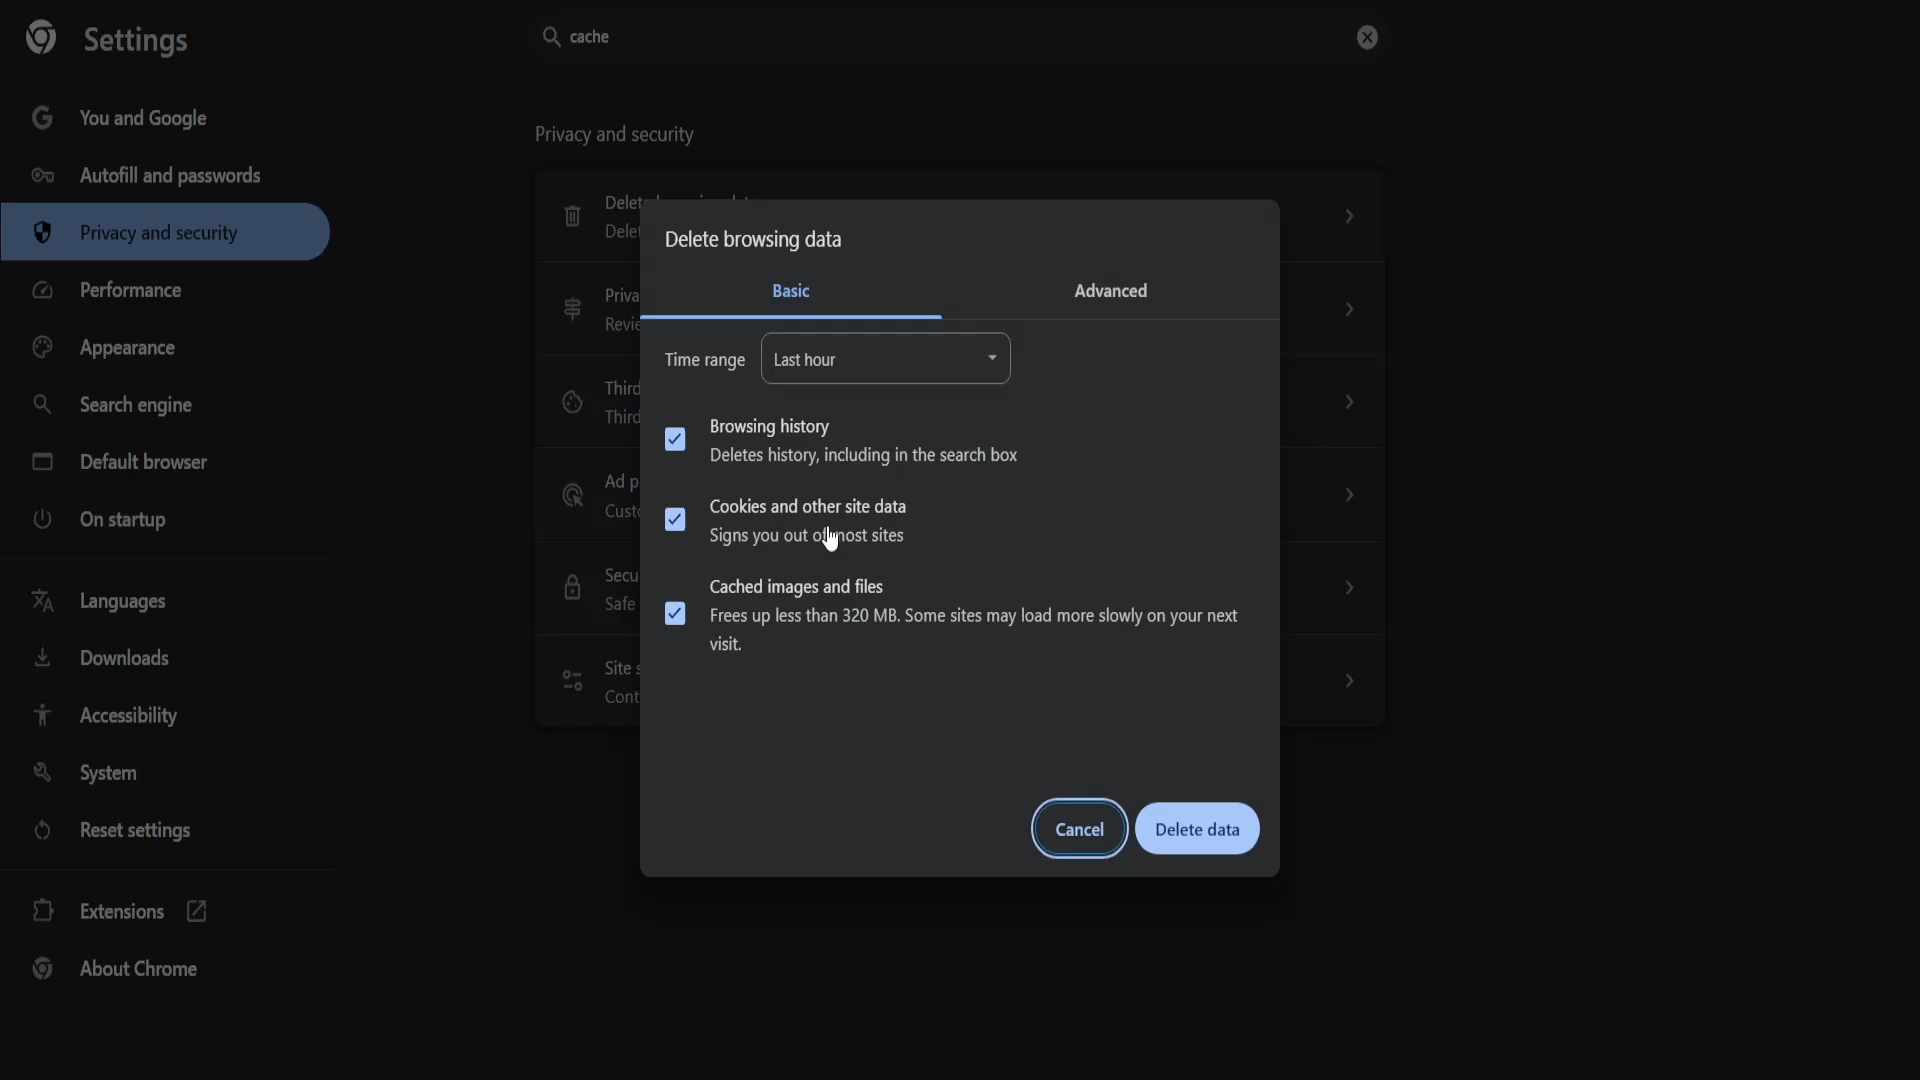 Settings
cache
You and Google
Autofill and passwords
Privacy and security
Performance
Appearance
Search engine
Default browser
On startup
Languages
Downloads
Accessibility
System
Reset settings
Extensions
About Chrome
Privacy and security
Third
Third
Safe
Site
Delete browsing data
Basic
Advanced
Time range
Last hour
Browsing history
Deletes history, including in the search box
Cookies and other site data
Signs you out of most sites
Cached images and files
Frees up less than 320 MB. Some sites may load more slowly on your next
visit.
Cancel
Delete data